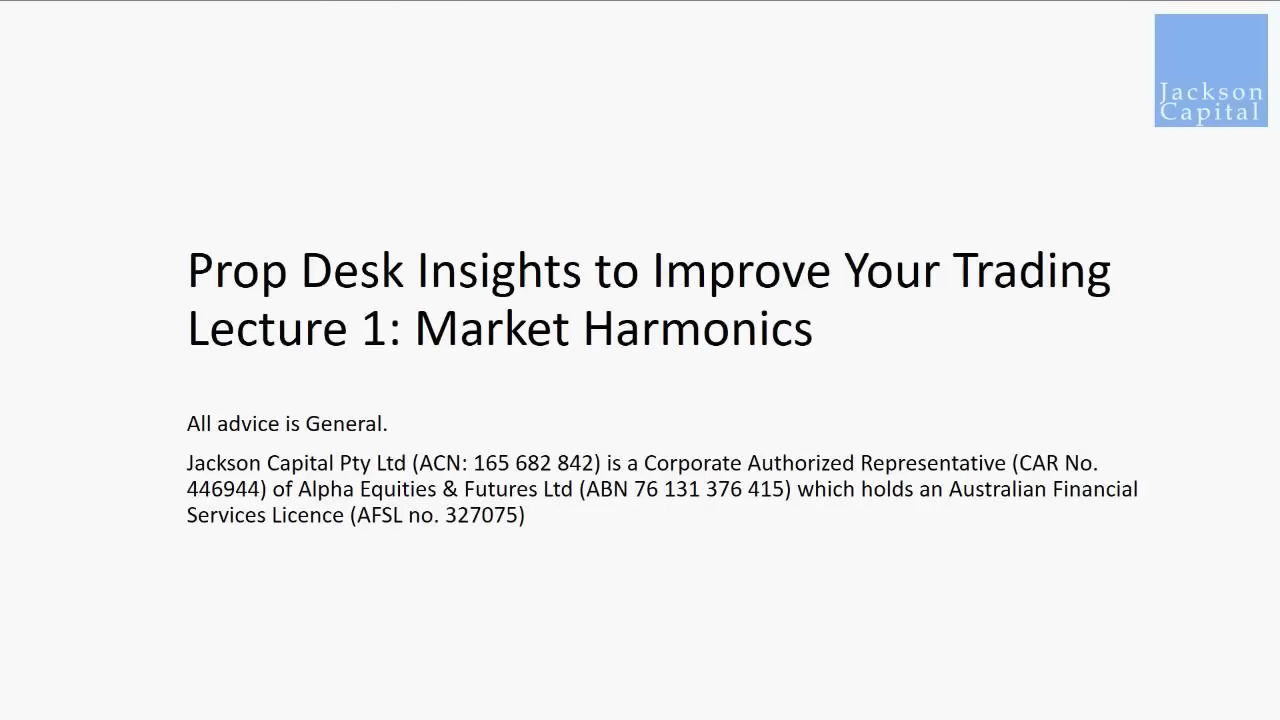 Jackson
Capital
Prop Desk Insights to Improve Your Trading
Lecture 1: Market Harmonics
All advice is General.
Jackson Capital Pty Ltd (ACN: 165 682 842) is a Corporate Authorized Representative (CAR No.
446944) of Alpha Equities & Futures Ltd (ABN 76 131 376 415) which holds an Australian Financial
Services Licence (AFSL no. 327075)